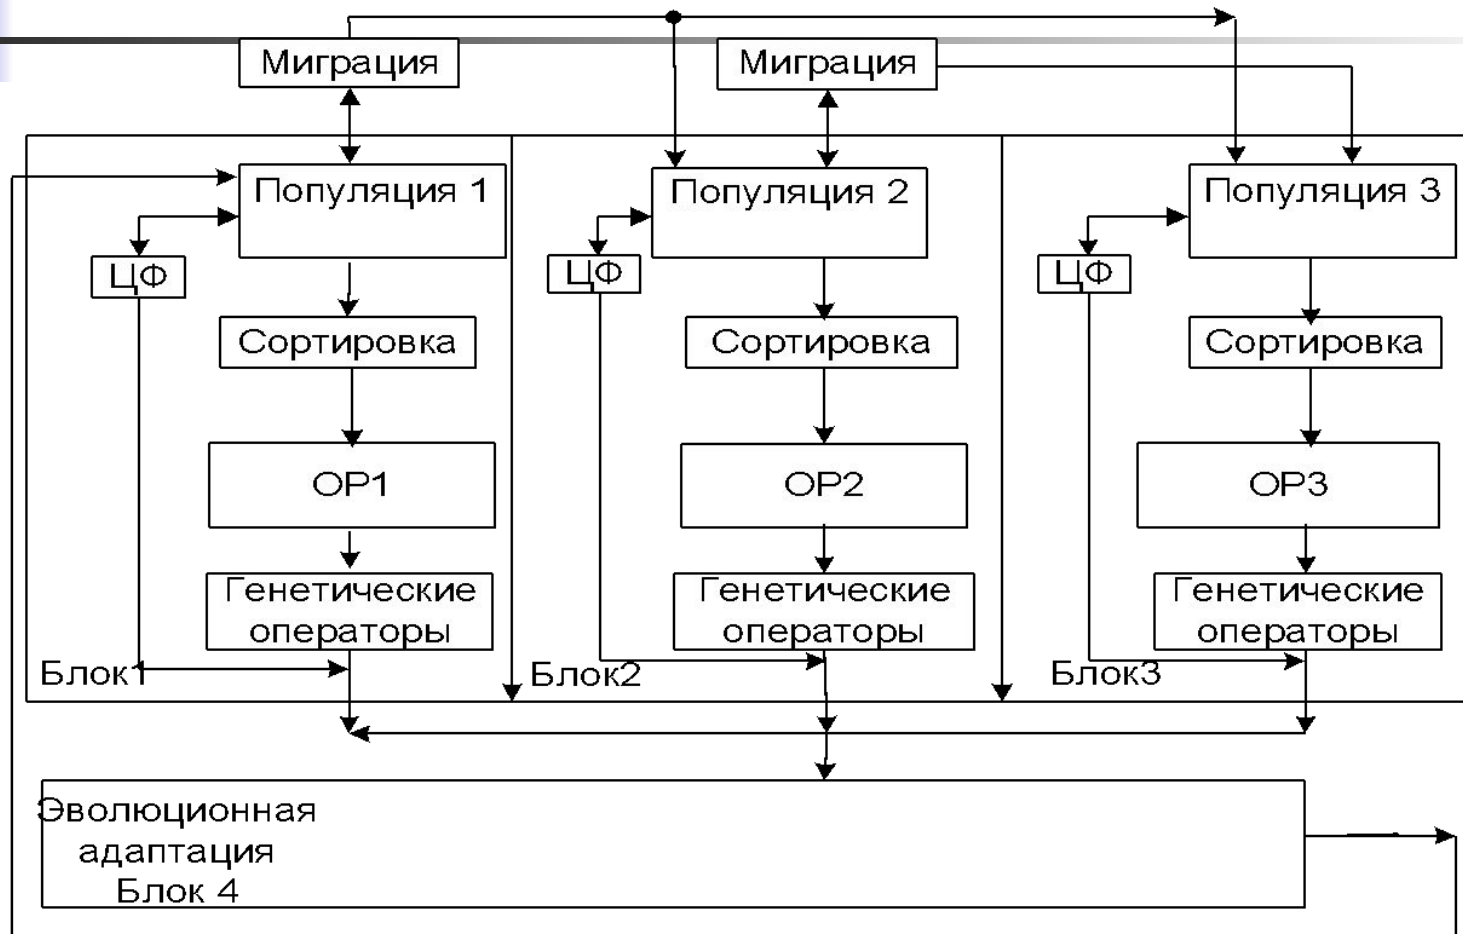 Миграция
Миграция
Популяция 1
Популяция 2
Популяция 3
ЦФ
ЦФ
ЦФ
Сортировка
Сортировка
Сортировка
ОР1
ОР2
ОР3
Генетические
операторы
Генетические
операторы
Генетические
операторы
Блок1
Блок2
Блок3
Эволюционная
адаптация
Блок 4